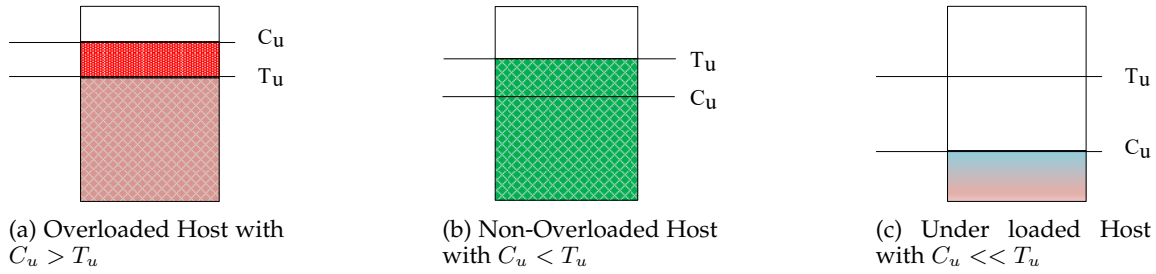 Cu
Tu
Tu
Cu
Tu
Cu
(a) Overloaded Host with
Cu > Tu
(b) Non-Overloaded Host
with Cu < Tu
(c) Under loaded Host
with Cu << Tu